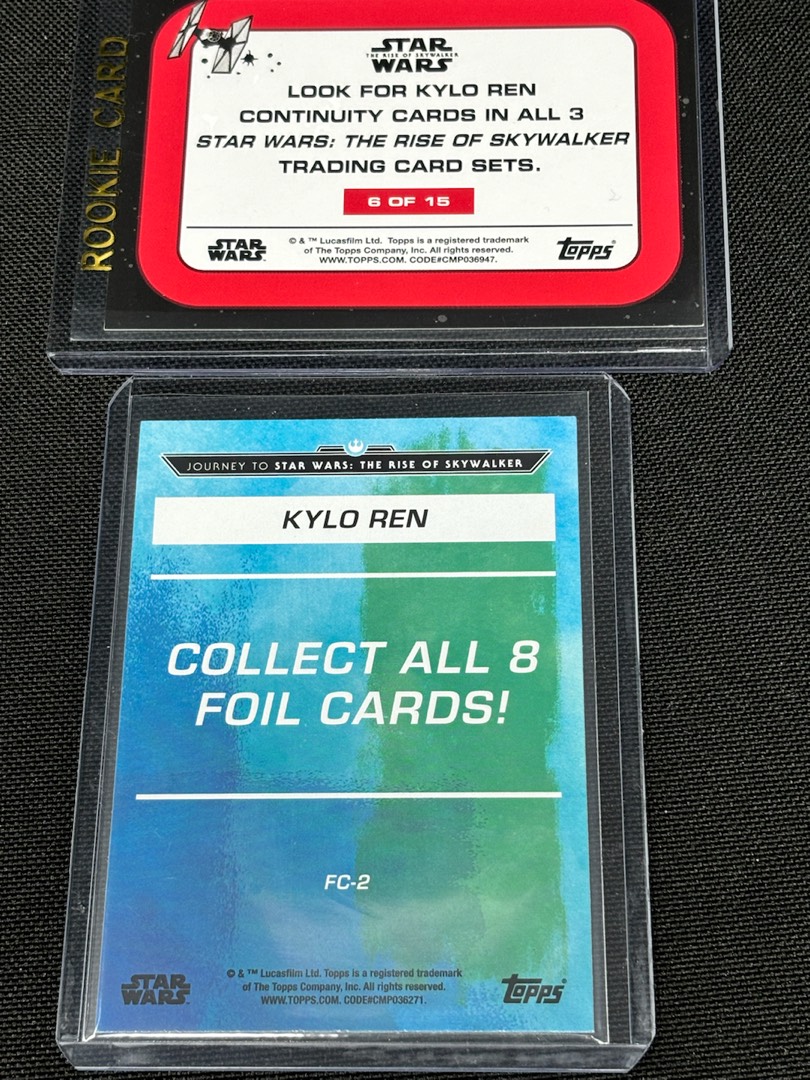 ROOKIE CARD
STAR
THE RISE OF SKYWALKER
WARS
LOOK FOR KYLO REN
CONTINUITY CARDS IN ALL 3
STAR WARS: THE RISE OF SKYWALKER
TRADING CARD SETS.
6 OF 15
STAR
WARS
© & ™ Lucasfilm Ltd. Topps is a registered trademark
of The Topps Company, Inc. All rights reserved.
WWW.TOPPS.COM. CODE#CMP036947.
topps®
JOURNEY TO STAR WARS: THE RISE OF SKYWALKER
KYLO REN
COLLECT ALL 8
FOIL CARDS!
FC-2
STAR
WARS
© & ™ Lucasfilm Ltd. Topps is a registered trademark
of The Topps Company, Inc. All rights reserved.
WWW.TOPPS.COM. CODE#CMP036271.
topps®